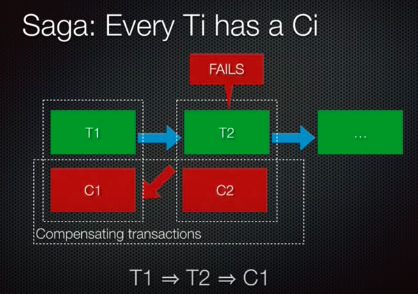 Saga: Every Ti has a Ci
FAILS
T1
T2
...
C1
C2
Compensating transactions
T1 ⇒ T2 ⇒ C1